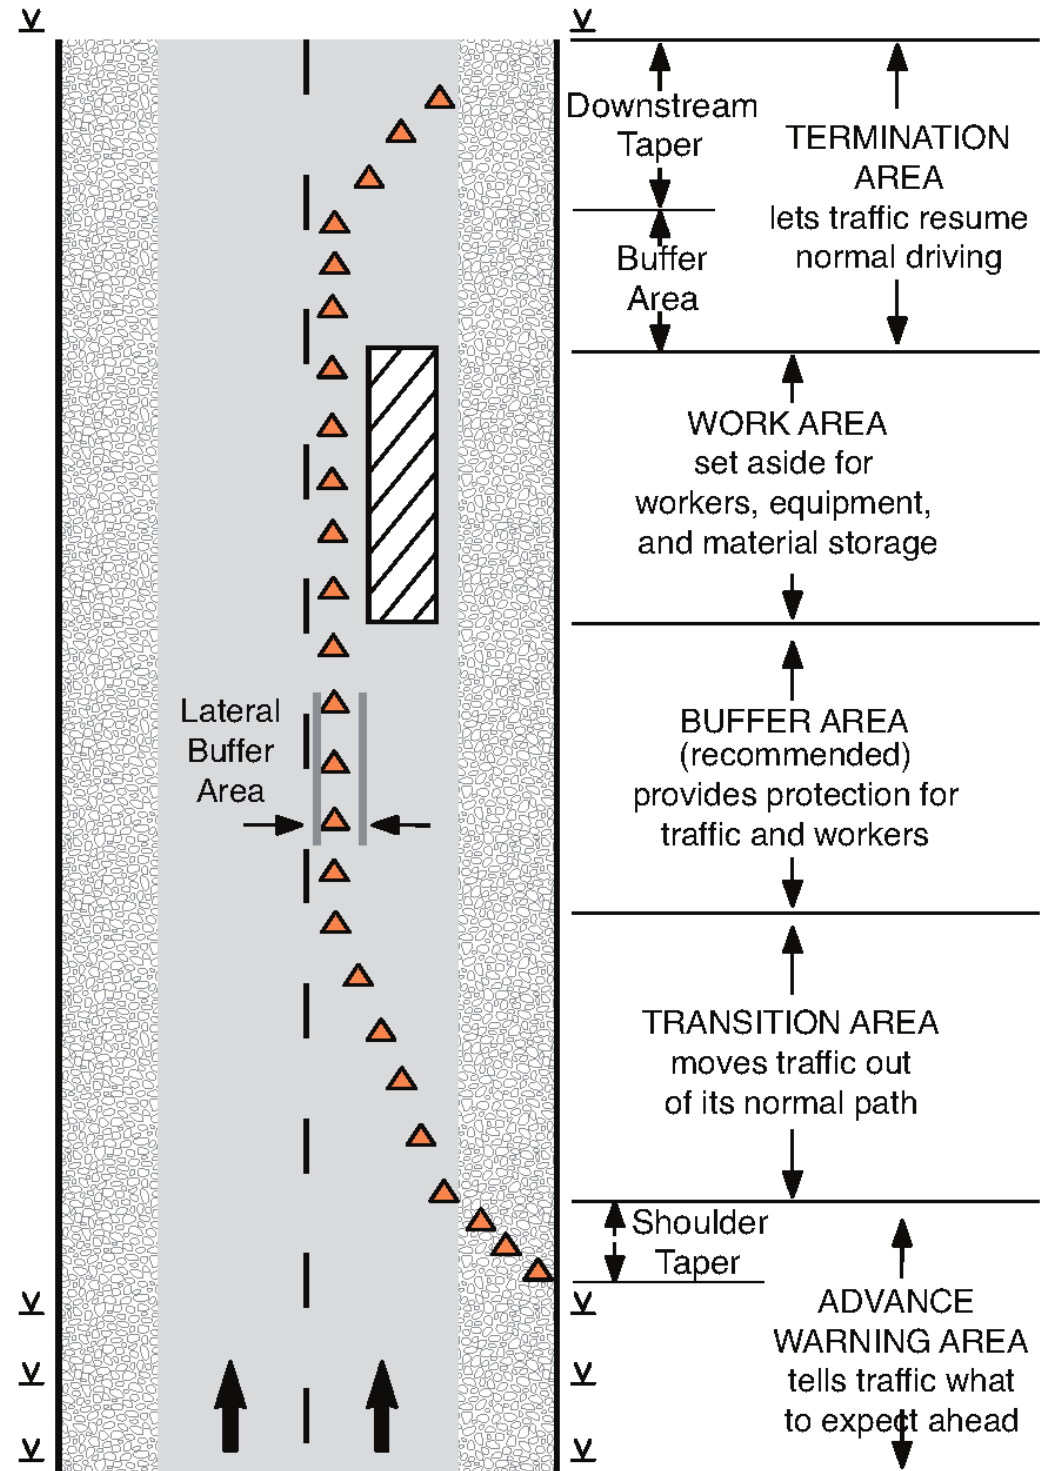 Downstream
Taper
TERMINATION
AREA
lets traffic resume
normal driving
Buffer
Area
WORK AREA
set aside for
workers, equipment,
and material storage
Lateral
Buffer
Area
BUFFER AREA
(recommended)
provides protection for
traffic and workers
TRANSITION AREA
moves traffic out
of its normal path
Shoulder
Taper
ADVANCE
WARNING AREA
tells traffic what
to expect ahead